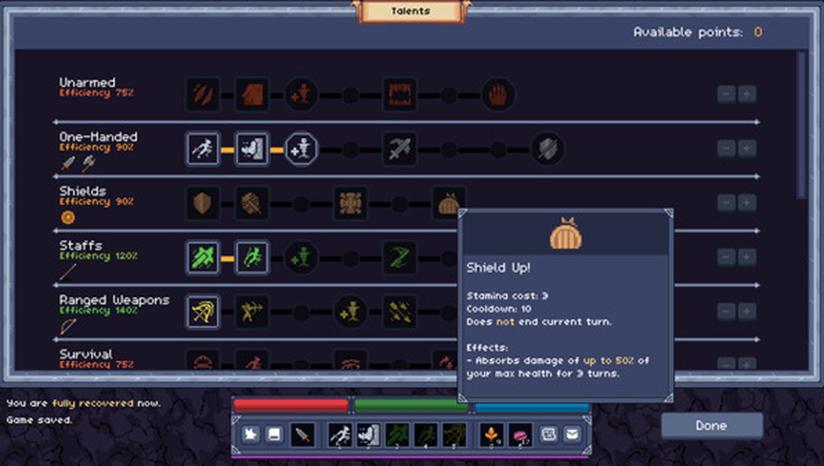 Talents
Available points: 0
Unarmed
Efficiency 75%
One-Handed
Efficiency 90%
Shields
Efficiency 90%
Staffs
Efficiency 120%
Ranged Weapons
Efficiency 140%
Survival
Efficiency 75%
Shield Up!
Stamina cost: 3
Cooldown: 10
Does not end current turn.
Effects:
- Absorbs damage of up to 50% of
your max health for 3 turns.
You are fully recovered now.
Game saved.
Done